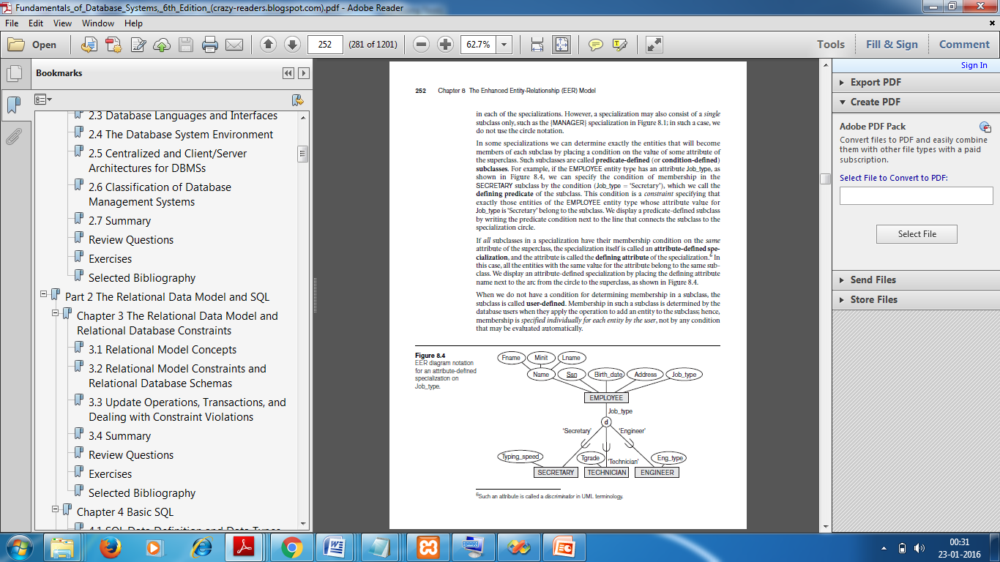 Fundamentals_of_Database_Systems,_6th_Edition_(crazy-readers.blogspot.com).pdf - Adobe Reader
File Edit View Window Help
Open 252 (281 of 1201) 62.7% Tools Fill & Sign Comment
Sign In
Bookmarks
2.3 Database Languages and Interfaces
2.4 The Database System Environment
2.5 Centralized and Client/Server
Architectures for DBMSs
2.6 Classification of Database
Management Systems
2.7 Summary
Review Questions
Exercises
Selected Bibliography
Part 2 The Relational Data Model and SQL
Chapter 3 The Relational Data Model and
Relational Database Constraints
3.1 Relational Model Concepts
3.2 Relational Model Constraints and
Relational Database Schemas
3.3 Update Operations, Transactions, and
Dealing with Constraint Violations
3.4 Summary
Review Questions
Exercises
Selected Bibliography
Chapter 4 Basic SQL
4.1 SQL Data Definition and Data Types
252 Chapter 8 The Enhanced Entity-Relationship (EER) Model
in each of the specializations. However, a specialization may also consist of a single
subclass only, such as the {MANAGER} specialization in Figure 8.1; in such a case, we
do not use the circle notation.
In some specializations we can determine exactly the entities that will become
members of each subclass by placing a condition on the value of some attribute of
the superclass. Such subclasses are called predicate-defined (or condition-defined)
subclasses. For example, if the EMPLOYEE entity type has an attribute Job_type, as
shown in Figure 8.4, we can specify the condition of membership in the
SECRETARY subclass by the condition (Job_type = ‘Secretary’), which we call the
defining predicate of the subclass. This condition is a constraint specifying that
exactly those entities of the EMPLOYEE entity type whose attribute value for
Job_type is ‘Secretary’ belong to the subclass. We display a predicate-defined subclass
by writing the predicate condition next to the line that connects the subclass to the
specialization circle.
If all subclasses in a specialization have their membership condition on the same
attribute of the superclass, the specialization itself is called an attribute-defined spe-
cialization, and the attribute is called the defining attribute of the specialization.6 In
this case, all the entities with the same value for the attribute belong to the same sub-
class. We display an attribute-defined specialization by placing the defining attribute
name next to the arc from the circle to the superclass, as shown in Figure 8.4.
When we do not have a condition for determining membership in a subclass, the
subclass is called user-defined. Membership in such a subclass is determined by the
database users when they apply the operation to add an entity to the subclass; hence,
membership is specified individually for each entity by the user, not by any condition
that may be evaluated automatically.
Figure 8.4
EER diagram notation
for an attribute-defined
specialization on
Job_type.
Fname Minit Lname
Name Ssn Birth_date Address Job_type
EMPLOYEE
Job_type
d
‘Secretary’ ‘Engineer’
Typing_speed Tgrade ‘Technician’ Eng_type
SECRETARY TECHNICIAN ENGINEER
6Such an attribute is called a discriminator in UML terminology.
Export PDF
Create PDF
Adobe PDF Pack
Convert files to PDF and easily combine
them with other file types with a paid
subscription.
Select File to Convert to PDF:
Select File
Send Files
Store Files
00:31
23-01-2016